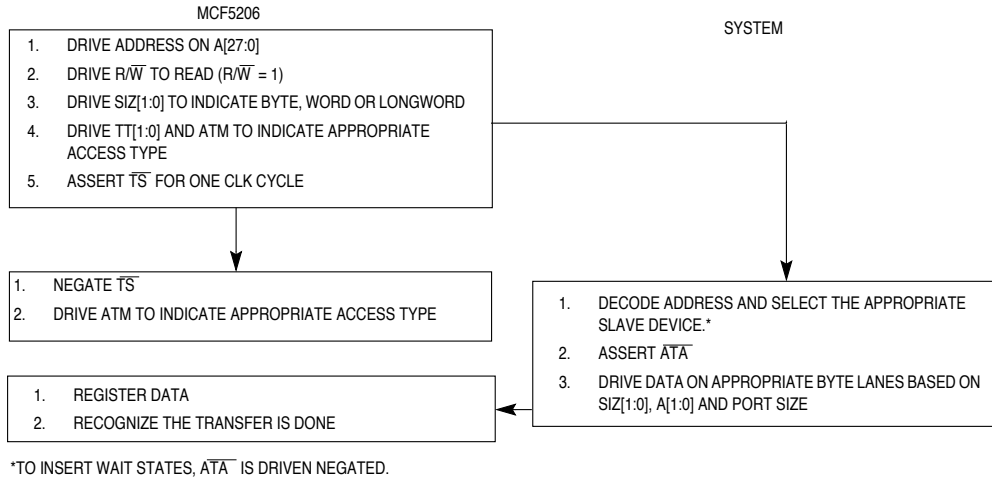 MCF5206
SYSTEM
1. DRIVE ADDRESS ON A[27:0]
2. DRIVE R/W̅ TO READ (R/W̅ = 1)
3. DRIVE SIZ[1:0] TO INDICATE BYTE, WORD OR LONGWORD
4. DRIVE TT[1:0] AND ATM TO INDICATE APPROPRIATE
ACCESS TYPE
5. ASSERT T̅S̅ FOR ONE CLK CYCLE
1. NEGATE T̅S̅
2. DRIVE ATM TO INDICATE APPROPRIATE ACCESS TYPE
1. DECODE ADDRESS AND SELECT THE APPROPRIATE
SLAVE DEVICE.*
2. ASSERT A̅T̅A̅
3. DRIVE DATA ON APPROPRIATE BYTE LANES BASED ON
SIZ[1:0], A[1:0] AND PORT SIZE
1. REGISTER DATA
2. RECOGNIZE THE TRANSFER IS DONE
*TO INSERT WAIT STATES, A̅T̅A̅ IS DRIVEN NEGATED.